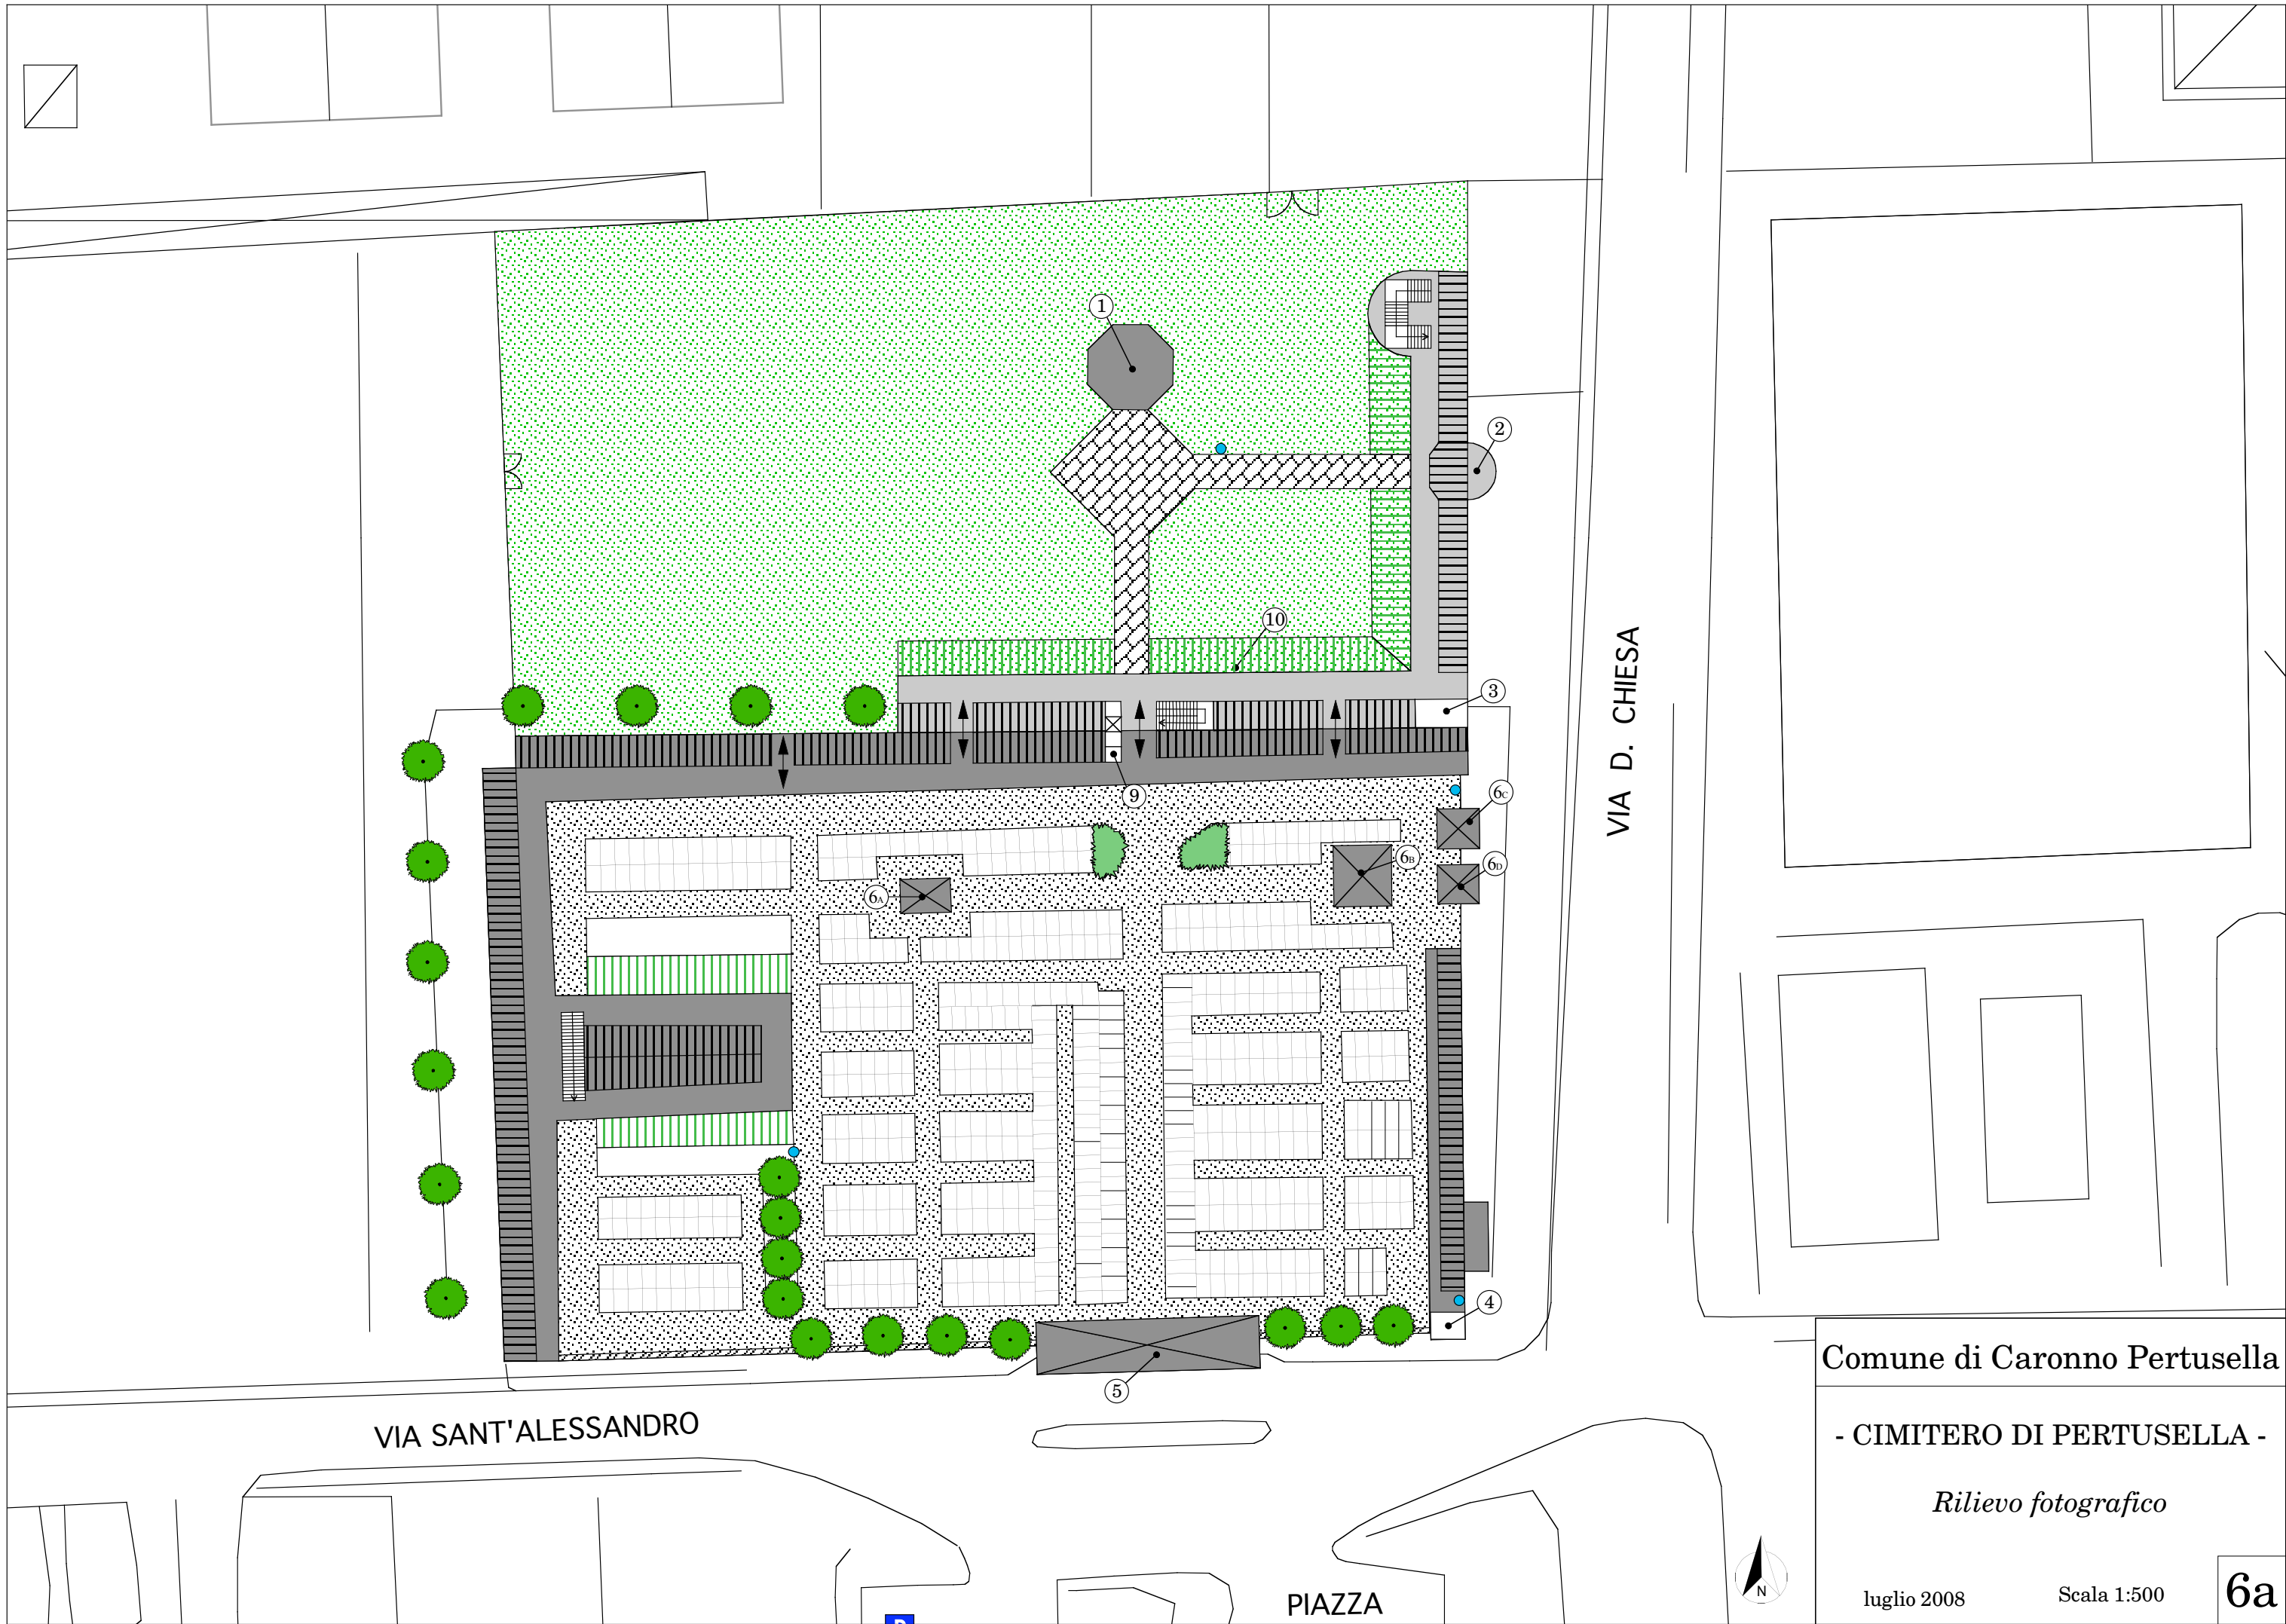 1
2
10
3
VIA D. CHIESA
9
6C
6B
6D
6A
4
5
VIA SANT'ALESSANDRO
PIAZZA
Comune di Caronno Pertusella
- CIMITERO DI PERTUSELLA -
Rilievo fotografico
N
luglio 2008
Scala 1:500
6a